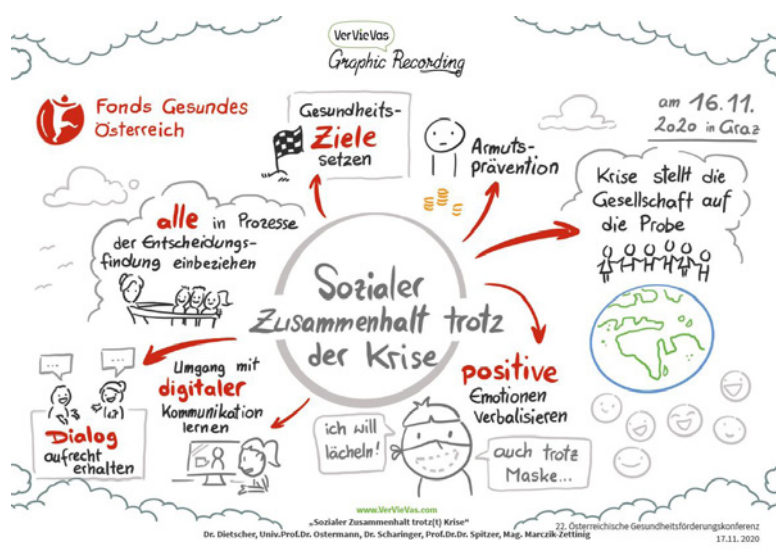 VerVieVas
Graphic Recording
Fonds Gesundes
Österreich
Gesundheits-
Ziele
setzen
Armuts-
prävention
am 16.11.
2020 in Graz
Krise stellt die
Gesellschaft auf
die Probe
alle in Prozesse
der Entscheidungs-
findung einbeziehen
Sozialer
Zusammenhalt trotz
der Krise
Umgang mit
digitaler
Kommunikation
lernen
positive
Emotionen
verbalisieren
...
...
Dialog
aufrecht
erhalten
ich will
lächeln!
auch trotz
Maske...
www.VerVieVas.com
„Sozialer Zusammenhalt trotz(t) Krise“
Dr. Dietscher, Univ.Prof.Dr. Ostermann, Dr. Scharinger, Prof.Dr.Dr. Spitzer, Mag. Marczik-Zettinig
22. Österreichische Gesundheitsförderungskonferenz
17.11. 2020